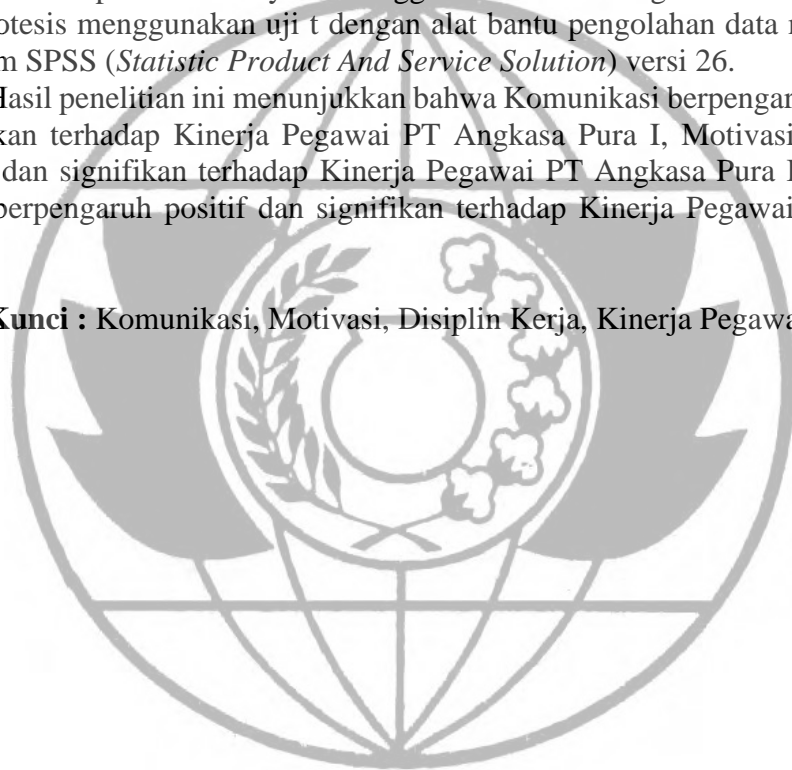 otesis menggunakan uji t dengan alat bantu pengolahan data
m SPSS (Statistic Product And Service Solution) versi 26.
Hasil penelitian ini menunjukkan bahwa Komunikasi berpengar
kan terhadap Kinerja Pegawai PT Angkasa Pura I, Motivasi
dan signifikan terhadap Kinerja Pegawai PT Angkasa Pura I
berpengaruh positif dan signifikan terhadap Kinerja Pegawai
Kunci : Komunikasi, Motivasi, Disiplin Kerja, Kinerja Pegawa